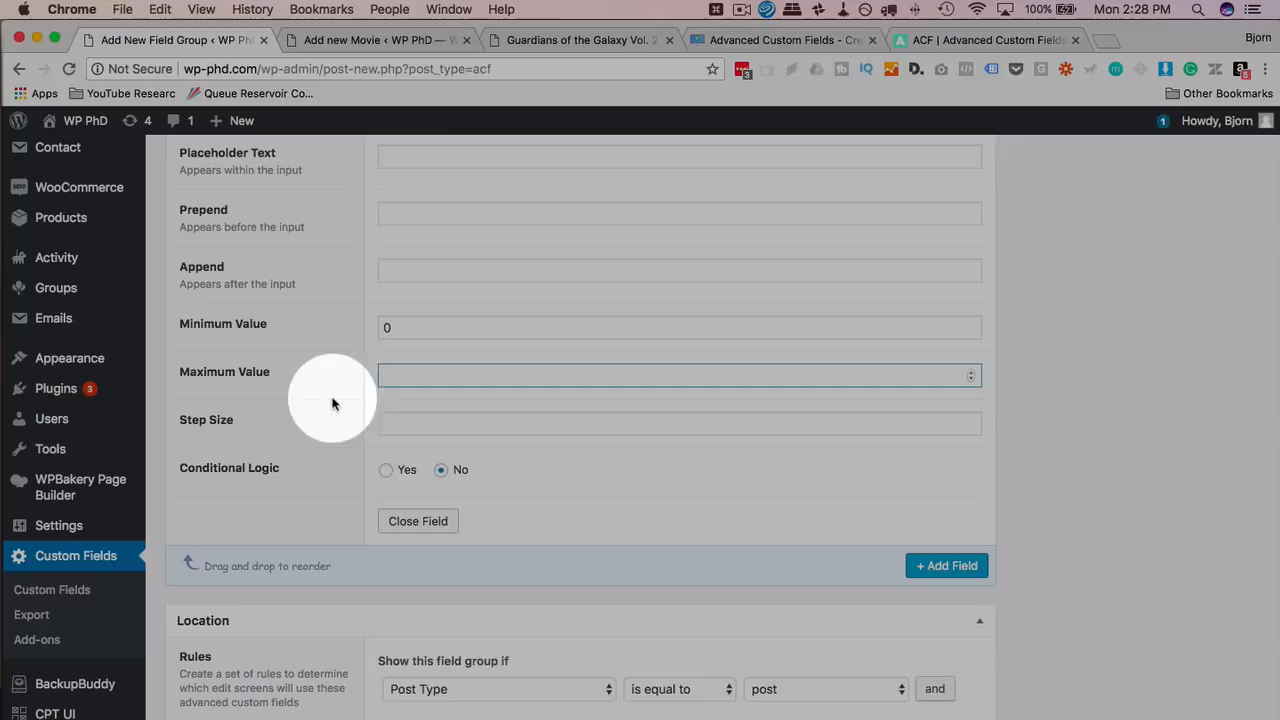 Chrome File Edit View History Bookmarks People Window Help 100% Mon 2:28 PM
Add New Field Group ‹ WP PhD Add new Movie ‹ WP PhD — W Guardians of the Galaxy Vol. 2 Advanced Custom Fields - Cre ACF | Advanced Custom Fields Bjorn
Not Secure wp-phd.com/wp-admin/post-new.php?post_type=acf
Apps YouTube Researc Queue Reservoir Co... Other Bookmarks
WP PhD 4 1 New 1 Howdy, Bjorn
Contact
WooCommerce
Products
Activity
Groups
Emails
Appearance
Plugins 3
Users
Tools
WPBakery Page
Builder
Settings
Custom Fields
Custom Fields
Export
Add-ons
BackupBuddy
CPT UI
Placeholder Text
Appears within the input
Prepend
Appears before the input
Append
Appears after the input
Minimum Value 0
Maximum Value
Step Size
Conditional Logic Yes No
Close Field
Drag and drop to reorder + Add Field
Location
Rules
Create a set of rules to determine
which edit screens will use these
advanced custom fields
Show this field group if
Post Type is equal to post and